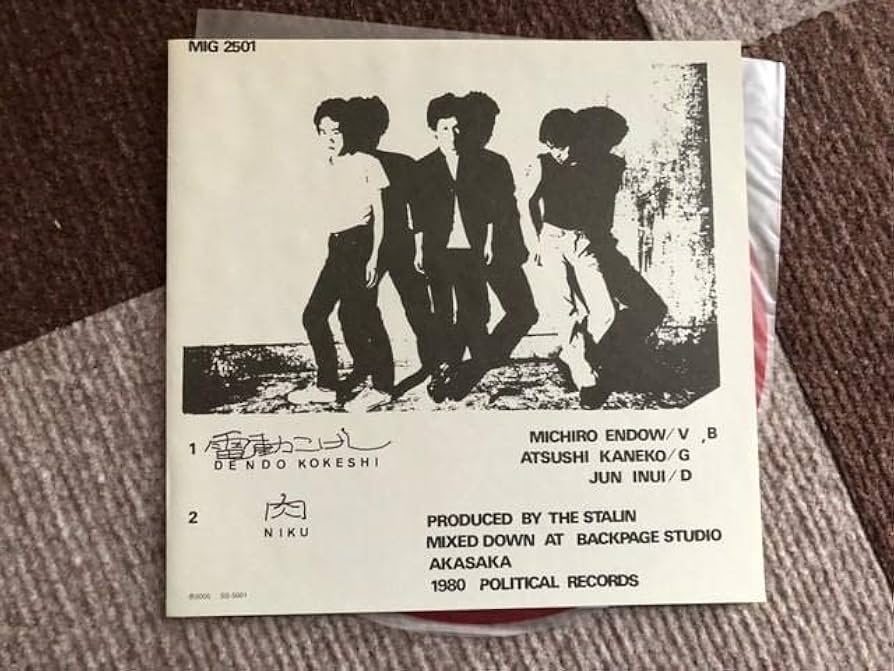 MIG 2501
1 電動こけし
DENDO KOKESHI
2 肉
NIKU
MICHIRO ENDOW/V ,B
ATSUSHI KANEKO/G
JUN INUI/D
PRODUCED BY THE STALIN
MIXED DOWN AT BACKPAGE STUDIO
AKASAKA
1980 POLITICAL RECORDS